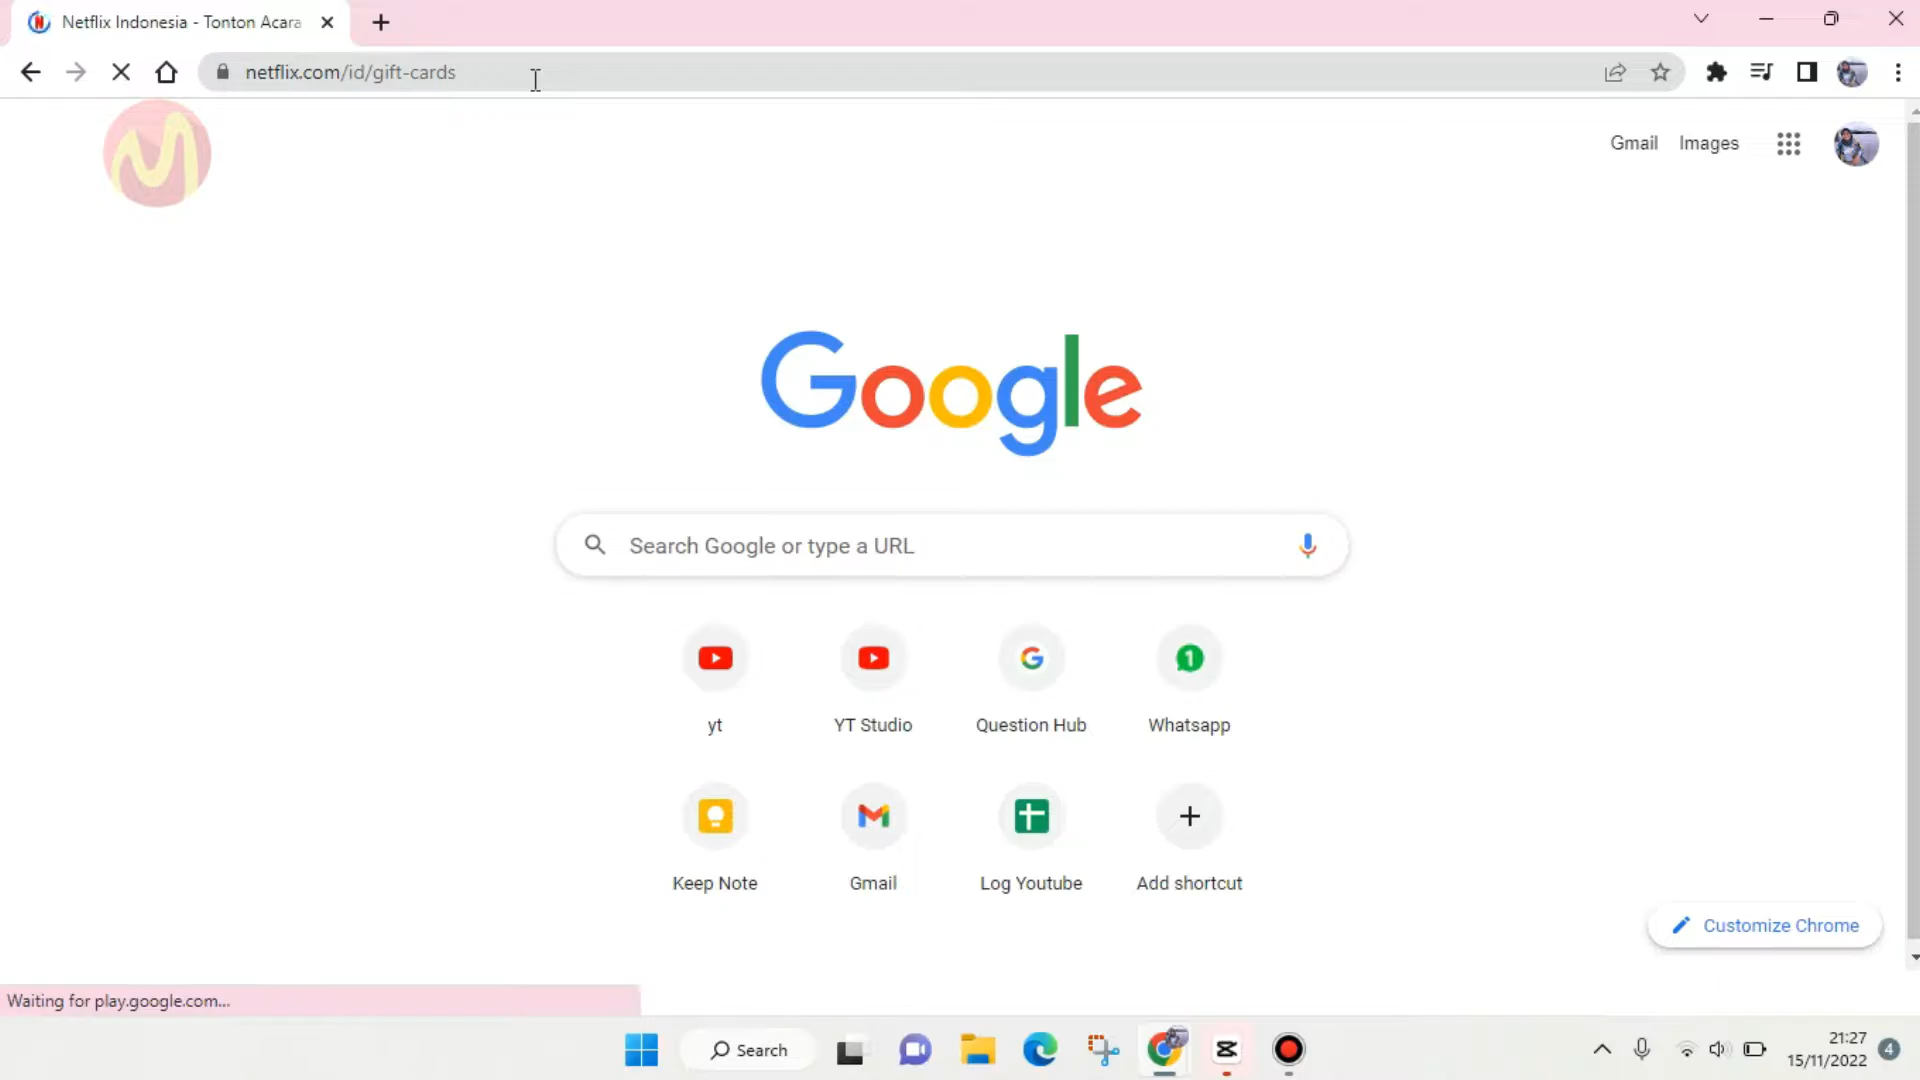 Netflix Indonesia - Tonton Acara
netflix.com/id/gift-cards
Gmail
Images
Google
Search Google or type a URL
yt
YT Studio
Question Hub
1
Whatsapp
Keep Note
Gmail
Log Youtube
Add shortcut
Customize Chrome
Waiting for play.google.com...
Search
21:27
15/11/2022
4